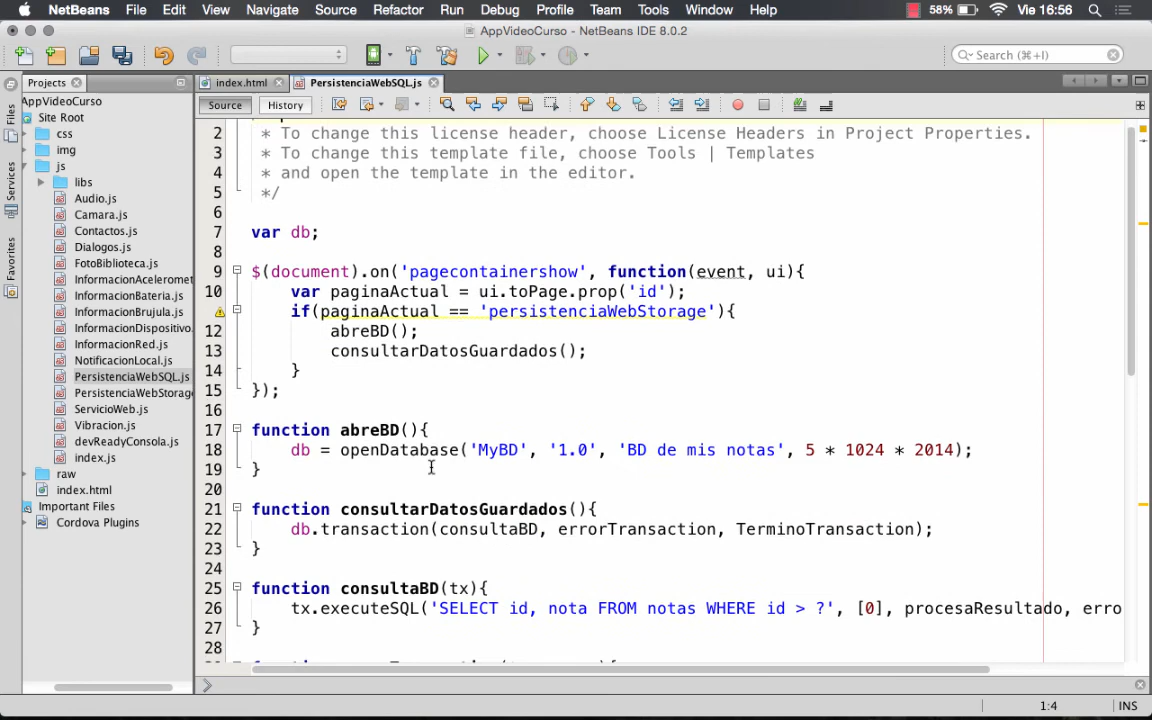 NetBeans File Edit View Navigate Source Refactor Run Debug Profile Team Tools Window Help 58% Vie 16:56
AppVideoCurso - NetBeans IDE 8.0.2
Search (⌘+I)
Projects
index.html
PersistenciaWebSQL.js
Source
History
Files
Services
Favorites
AppVideoCurso
Site Root
css
img
js
libs
Audio.js
Camara.js
Contactos.js
Dialogos.js
FotoBiblioteca.js
InformacionAceleromet
InformacionBateria.js
InformacionBrujula.js
InformacionDispositivo.
InformacionRed.js
NotificacionLocal.js
PersistenciaWebSQL.js
PersistenciaWebStorage
ServicioWeb.js
Vibracion.js
devReadyConsola.js
index.js
raw
index.html
Important Files
Cordova Plugins
2 * To change this license header, choose License Headers in Project Properties.
3 * To change this template file, choose Tools | Templates
4 * and open the template in the editor.
5 */
6
7 var db;
8
9 $(document).on('pagecontainershow', function(event, ui){
10 var paginaActual = ui.toPage.prop('id');
if(paginaActual == 'persistenciaWebStorage'){
12 abreBD();
13 consultarDatosGuardados();
14 }
15 });
16
17 function abreBD(){
18 db = openDatabase('MyBD', '1.0', 'BD de mis notas', 5 * 1024 * 2014);
19 }
20
21 function consultarDatosGuardados(){
22 db.transaction(consultaBD, errorTransaction, TerminoTransaction);
23 }
24
25 function consultaBD(tx){
26 tx.executeSQL('SELECT id, nota FROM notas WHERE id > ?', [0], procesaResultado, erro
27 }
28
1:4 INS